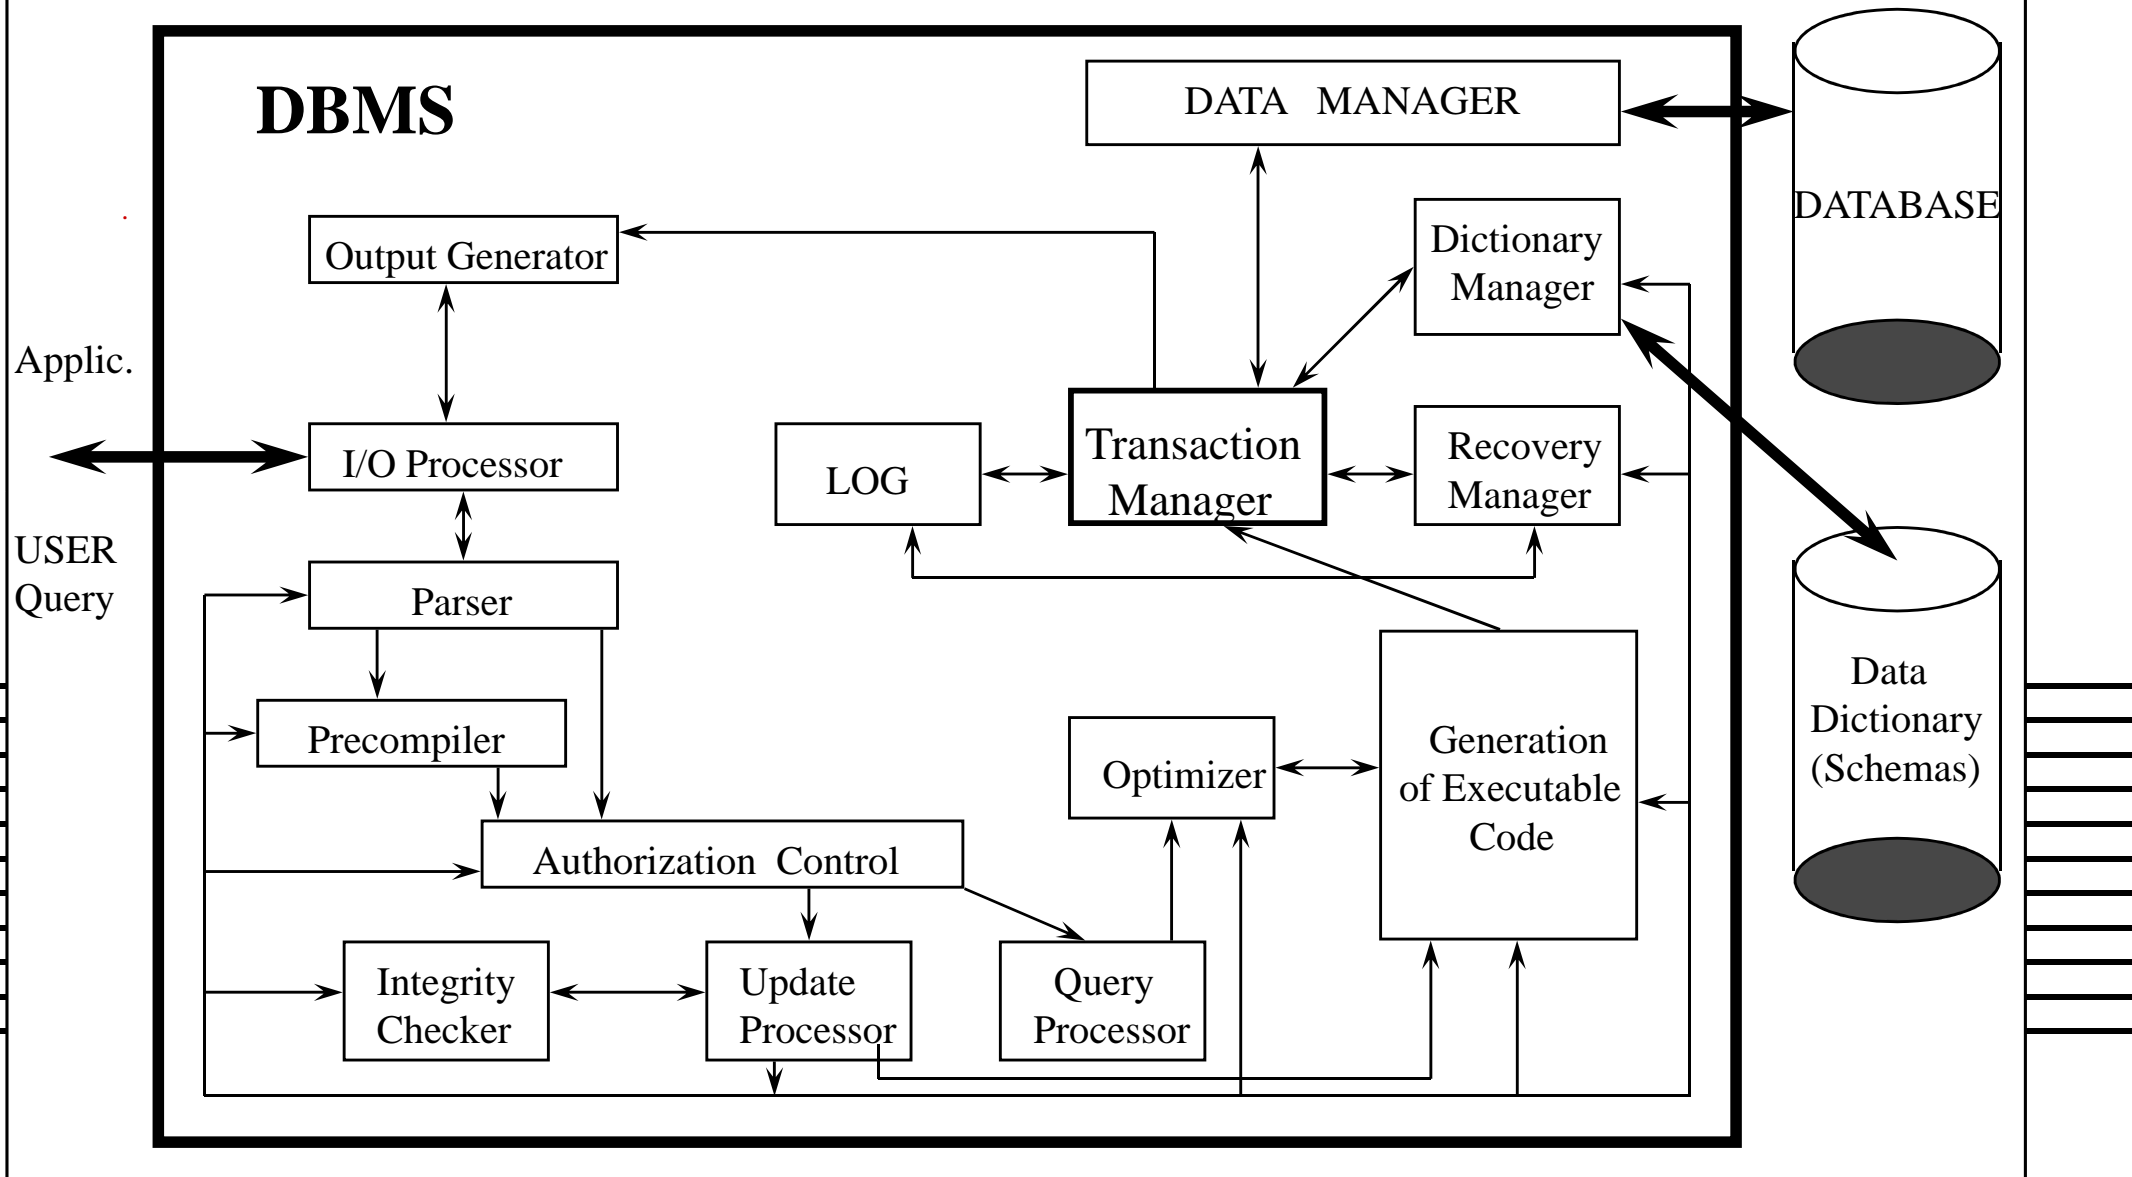 DBMS
DATA MANAGER
DATABASE
Output Generator
Dictionary
Manager
Applic.
I/O Processor
LOG
Transaction
Manager
Recovery
Manager
USER
Query
Parser
Precompiler
Optimizer
Generation
of Executable
Code
Data
Dictionary
(Schemas)
Authorization Control
Integrity
Checker
Update
Processor
Query
Processor